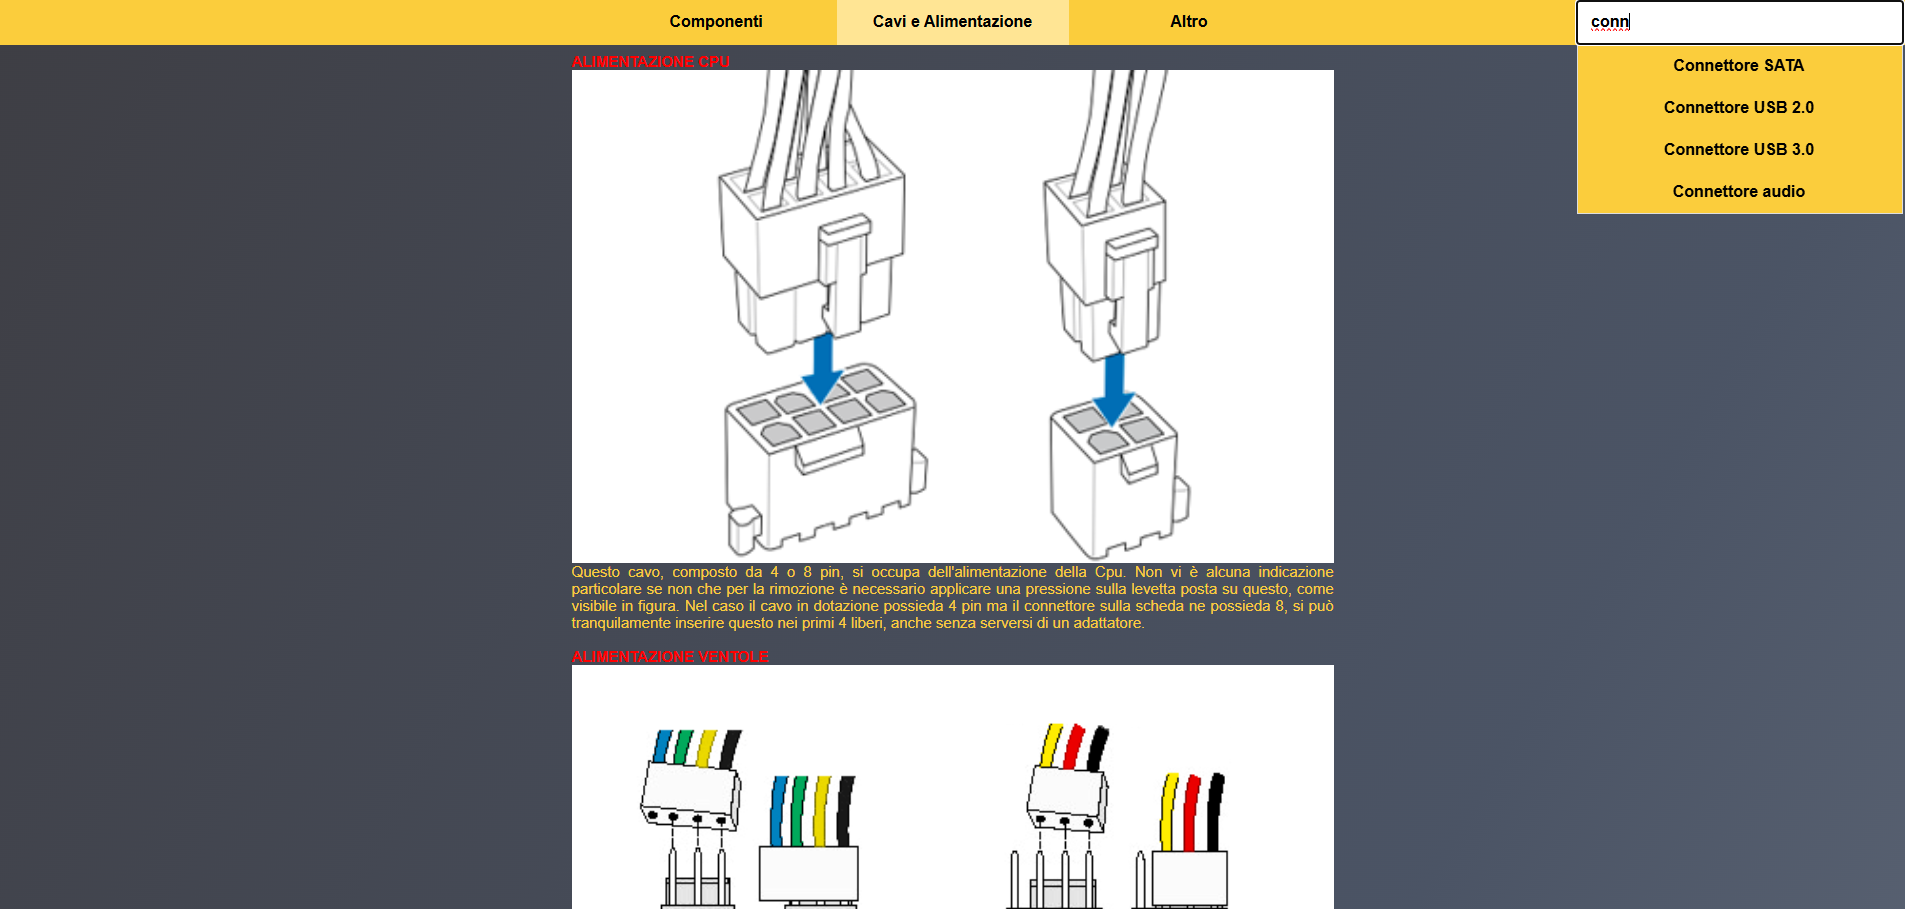 Componenti
Cavi e Alimentazione
Altro
conn
Connettore SATA
Connettore USB 2.0
Connettore USB 3.0
Connettore audio
ALIMENTAZIONE CPU
Questo cavo, composto da 4 o 8 pin, si occupa dell'alimentazione della Cpu. Non vi è alcuna indicazione
particolare se non che per la rimozione è necessario applicare una pressione sulla levetta posta su questo, come
visibile in figura. Nel caso il cavo in dotazione possieda 4 pin ma il connettore sulla scheda ne possieda 8, si può
tranquilamente inserire questo nei primi 4 liberi, anche senza serversi di un adattatore.
ALIMENTAZIONE VENTOLE